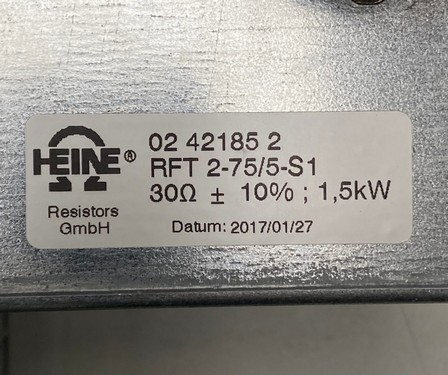 HEINE®
Resistors
GmbH
02 42185 2
RFT 2-75/5-S1
30Ω ± 10% ; 1,5kW
Datum: 2017/01/27